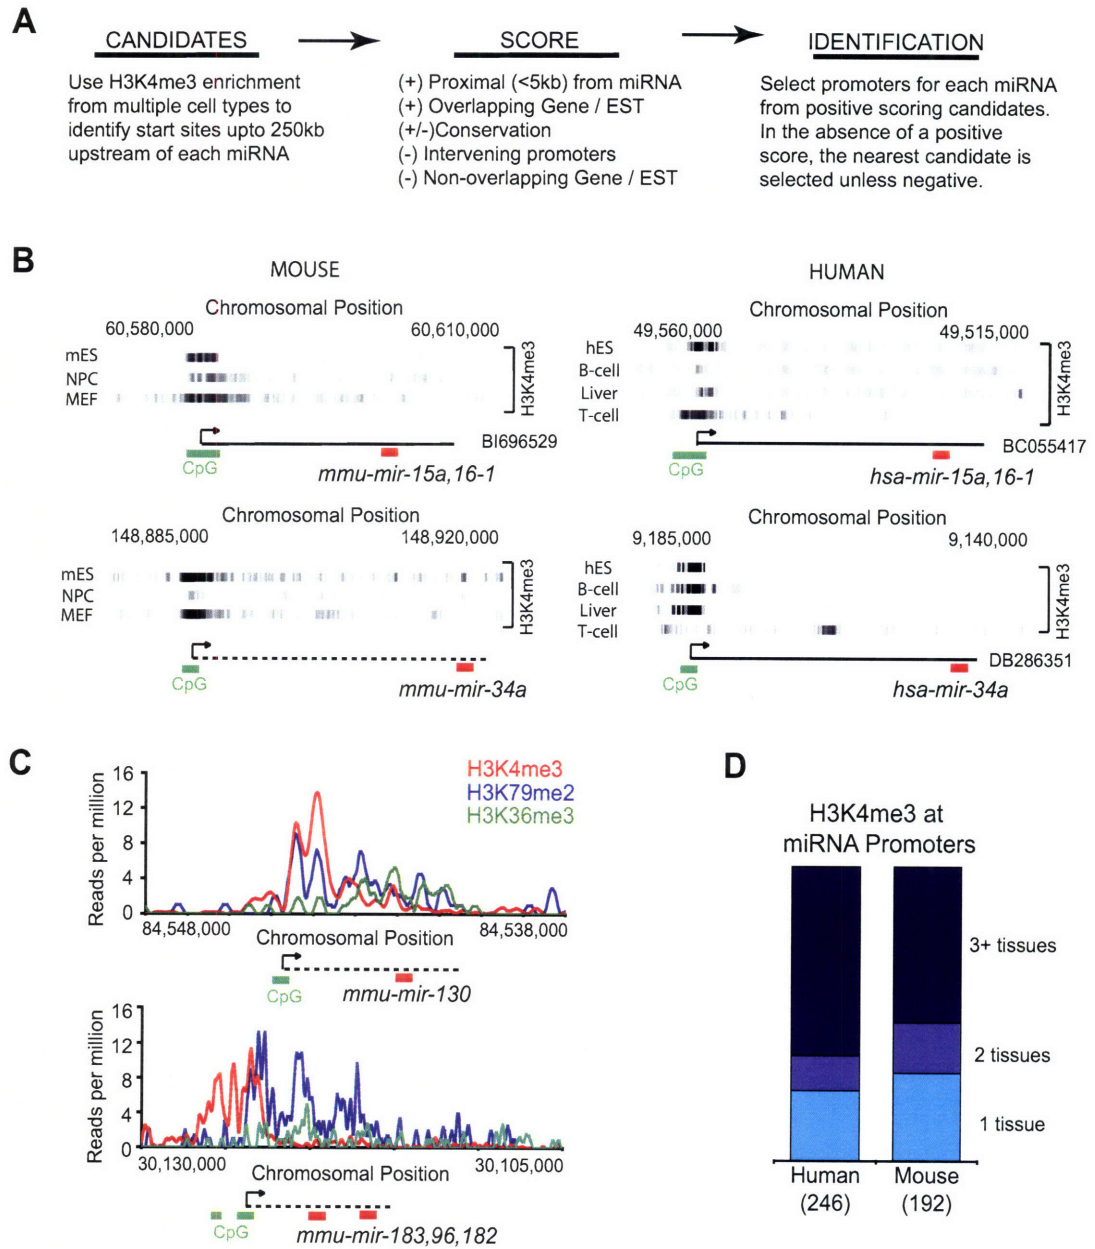 A
CANDIDATES
Use H3K4me3 enrichment
from multiple cell types to
identify start sites upto 250kb
upstream of each miRNA
SCORE
(+) Proximal (<5kb) from miRNA
(+) Overlapping Gene / EST
(+/-)Conservation
(-) Intervening promoters
(-) Non-overlapping Gene / EST
IDENTIFICATION
Select promoters for each miRNA
from positive scoring candidates.
In the absence of a positive
score, the nearest candidate is
selected unless negative.
B
MOUSE
Chromosomal Position
60,580,000 60,610,000
mES
NPC
MEF
H3K4me3
BI696529
CpG
mmu-mir-15a,16-1
Chromosomal Position
148,885,000 148,920,000
mES
NPC
MEF
H3K4me3
CpG
mmu-mir-34a
HUMAN
Chromosomal Position
49,560,000 49,515,000
hES
B-cell
Liver
T-cell
H3K4me3
BC055417
CpG
hsa-mir-15a,16-1
Chromosomal Position
9,185,000 9,140,000
hES
B-cell
Liver
T-cell
H3K4me3
DB286351
CpG
hsa-mir-34a
C
H3K4me3
H3K79me2
H3K36me3
Reads per million
16
12
8
4
0
84,548,000 84,538,000
Chromosomal Position
CpG
mmu-mir-130
Reads per million
16
12
8
4
0
30,130,000 30,105,000
Chromosomal Position
CpG
mmu-mir-183,96,182
D
H3K4me3 at
miRNA Promoters
3+ tissues
2 tissues
1 tissue
Human Mouse
(246) (192)